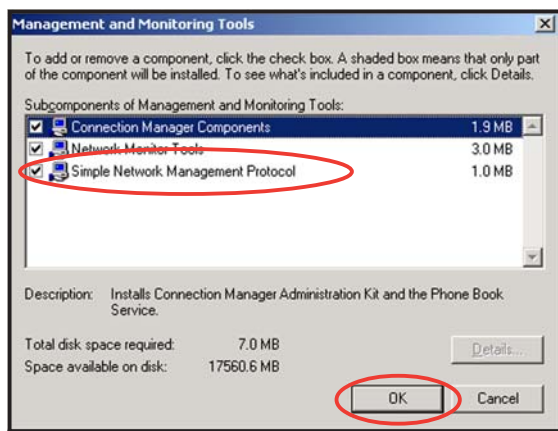 Management and Monitoring Tools
To add or remove a component, click the check box. A shaded box means that only part
of the component will be installed. To see what's included in a component, click Details.
Subcomponents of Management and Monitoring Tools:
Connection Manager Components 1.9 MB
Network Monitor Tools 3.0 MB
Simple Network Management Protocol 1.0 MB
Description: Installs Connection Manager Administration Kit and the Phone Book
Service.
Total disk space required: 7.0 MB
Details...
Space available on disk: 17560.6 MB
OK Cancel